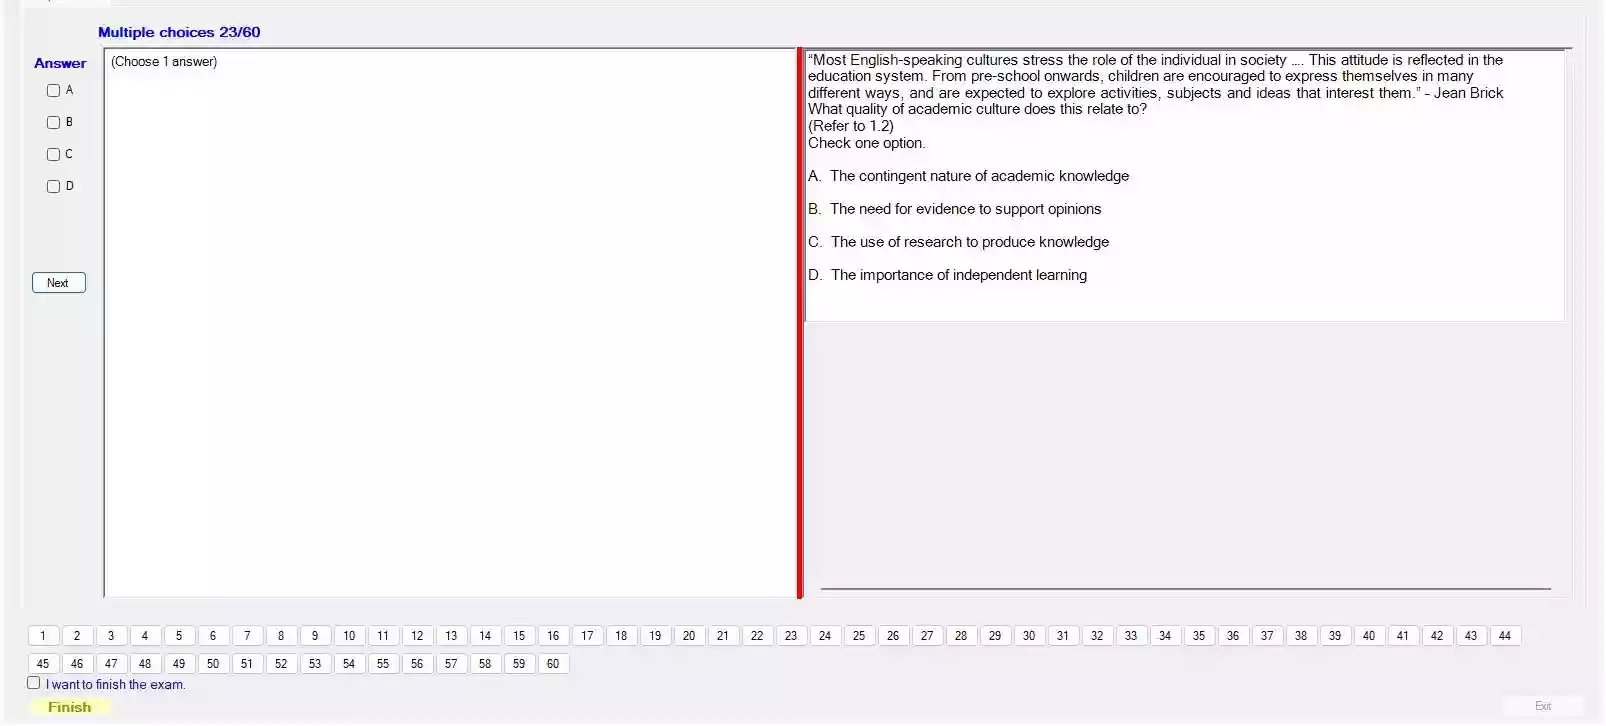 Multiple choices 23/60
Answer
A
B
C
D
Next
(Choose 1 answer)
“Most English-speaking cultures stress the role of the individual in society .... This attitude is reflected in the
education system. From pre-school onwards, children are encouraged to express themselves in many
different ways, and are expected to explore activities, subjects and ideas that interest them.” - Jean Brick
What quality of academic culture does this relate to?
(Refer to 1.2)
Check one option.
A. The contingent nature of academic knowledge
B. The need for evidence to support opinions
C. The use of research to produce knowledge
D. The importance of independent learning
1 2 3 4 5 6 7 8 9 10 11 12 13 14 15 16 17 18 19 20 21 22 23 24 25 26 27 28 29 30 31 32 33 34 35 36 37 38 39 40 41 42 43 44
45 46 47 48 49 50 51 52 53 54 55 56 57 58 59 60
I want to finish the exam.
Finish
Exit